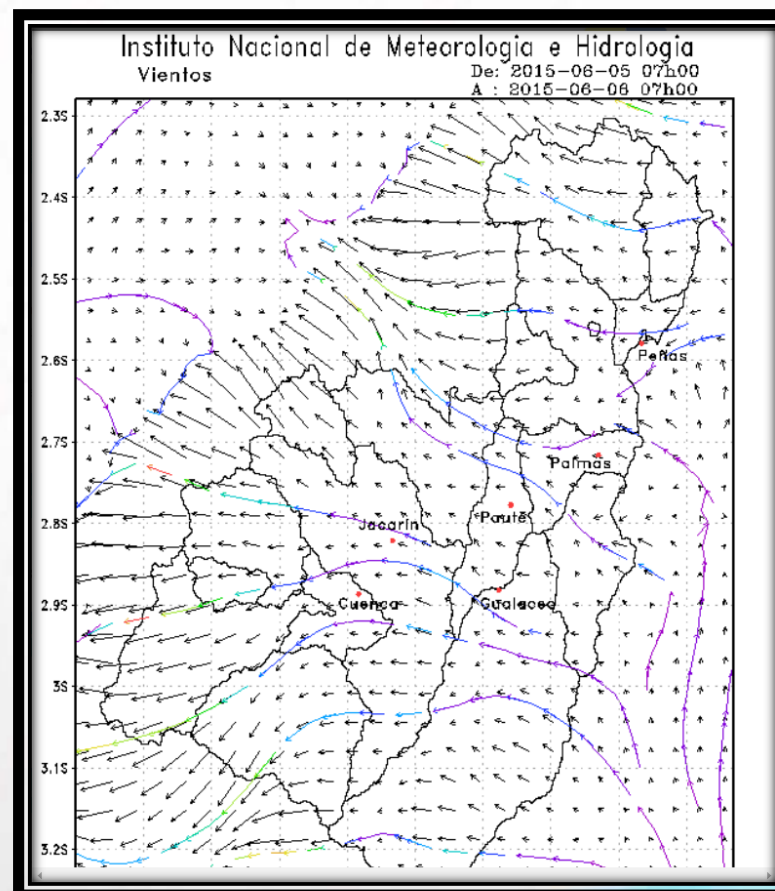 Instituto Nacional de Meteorologia e Hidrologia
Vientos
De: 2015-06-05 07h00
A : 2015-06-06 07h00
2.3S
2.4S
2.5S
2.6S
Peñas
2.7S
Palmas
Paute
2.8S
Jacarin
2.9S
Cuenca
Gualaceo
3S
3.1S
3.2S